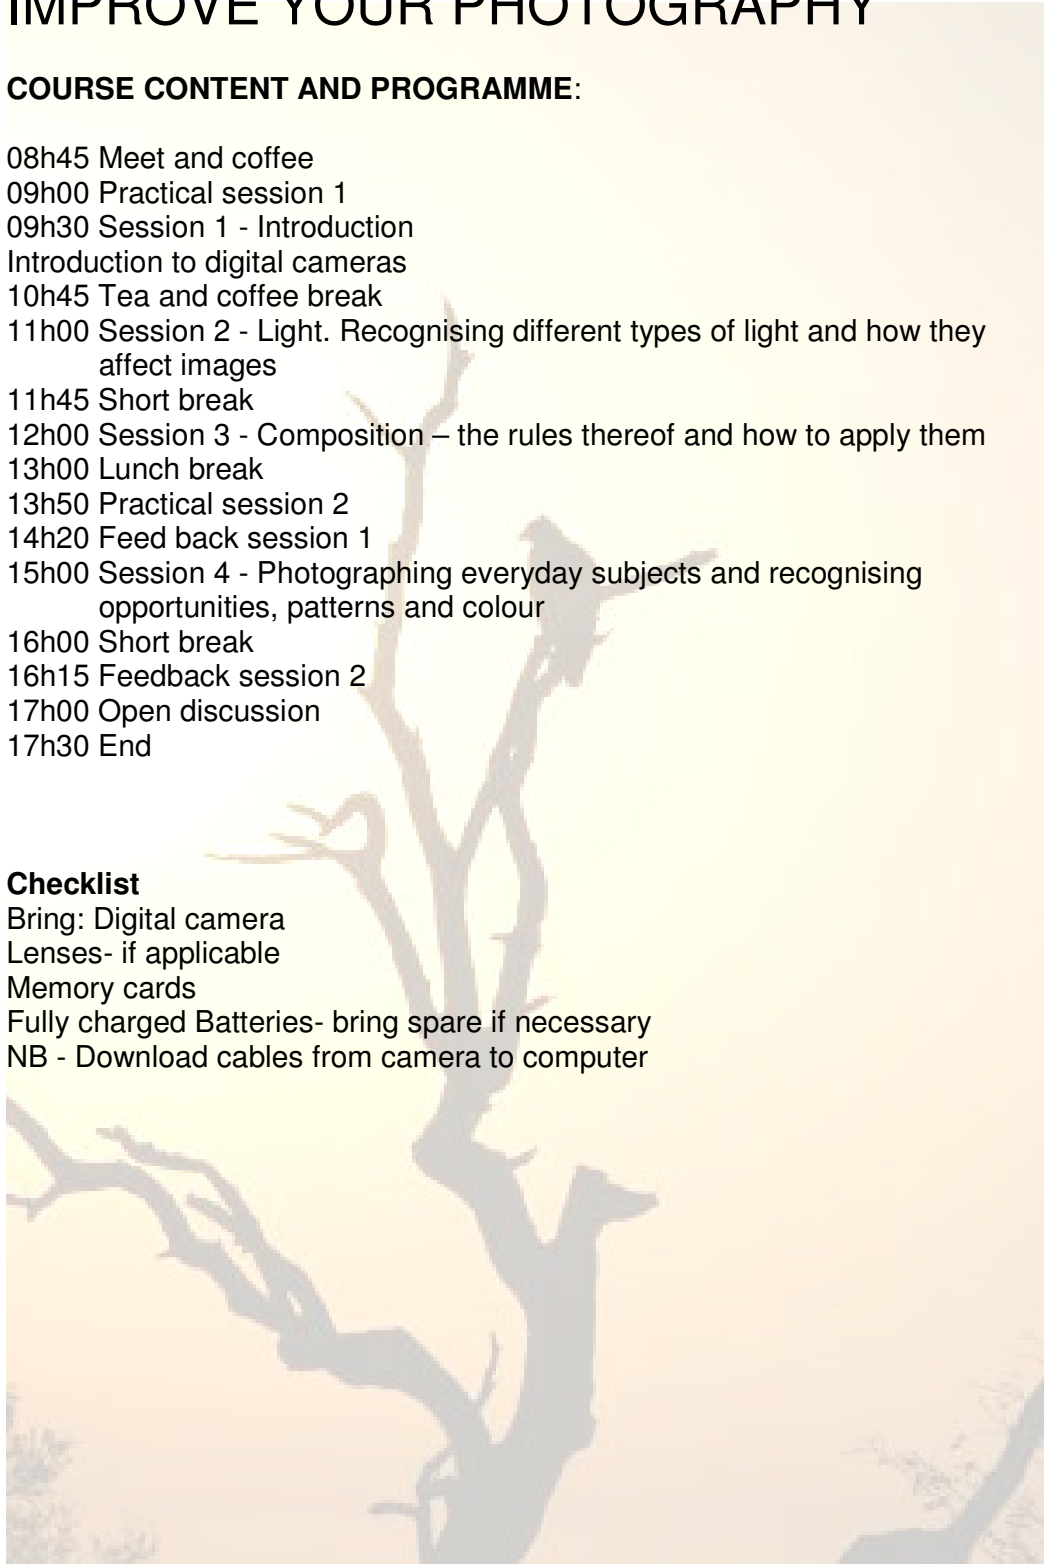 IMPROVE YOUR PHOTOGRAPHY
COURSE CONTENT AND PROGRAMME:
08h45 Meet and coffee
09h00 Practical session 1
09h30 Session 1 - Introduction
Introduction to digital cameras
10h45 Tea and coffee break
11h00 Session 2 - Light. Recognising different types of light and how they
affect images
11h45 Short break
12h00 Session 3 - Composition – the rules thereof and how to apply them
13h00 Lunch break
13h50 Practical session 2
14h20 Feed back session 1
15h00 Session 4 - Photographing everyday subjects and recognising
opportunities, patterns and colour
16h00 Short break
16h15 Feedback session 2
17h00 Open discussion
17h30 End
Checklist
Bring: Digital camera
Lenses- if applicable
Memory cards
Fully charged Batteries- bring spare if necessary
NB - Download cables from camera to computer